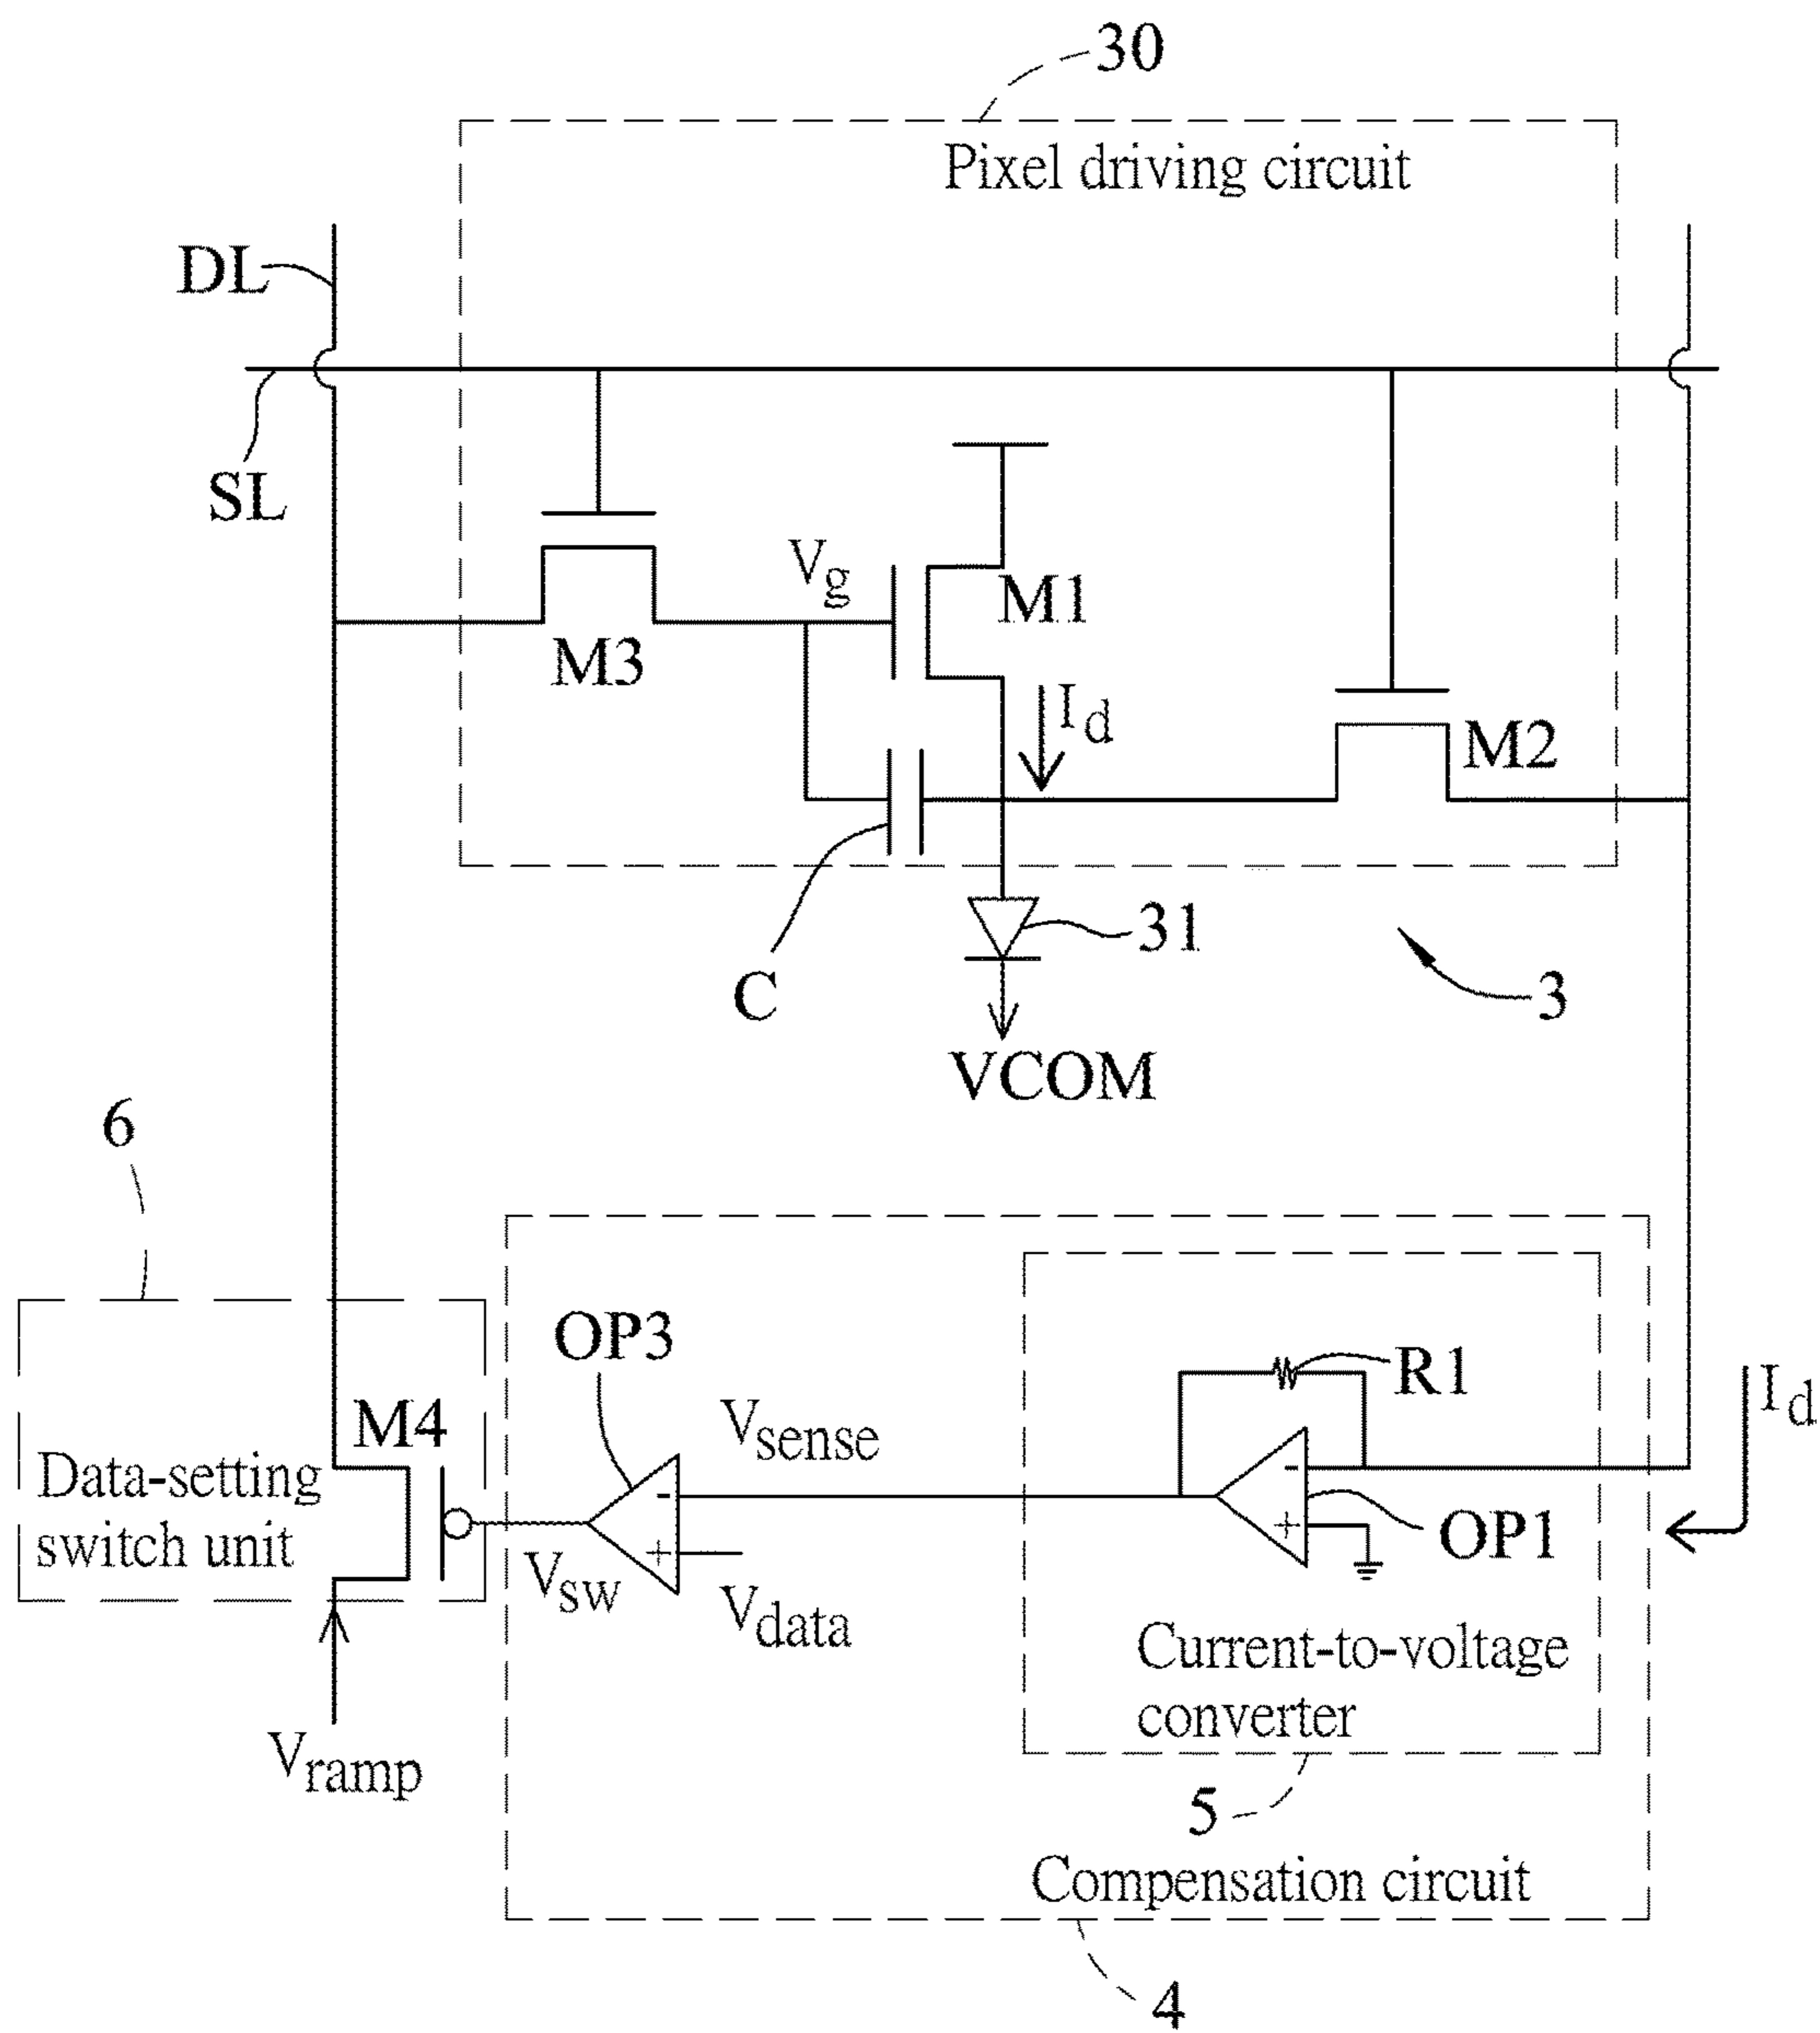 30
Pixel driving circuit
DL
SL
Vg
M1
M3
Id
M2
C
31
3
VCOM
6
OP3
R1
Id
M4
Vsense
Data-setting
switch unit
-
-
+
OP1
+
Vsw
Vdata
Current-to-voltage
converter
Vramp
5
Compensation circuit
4